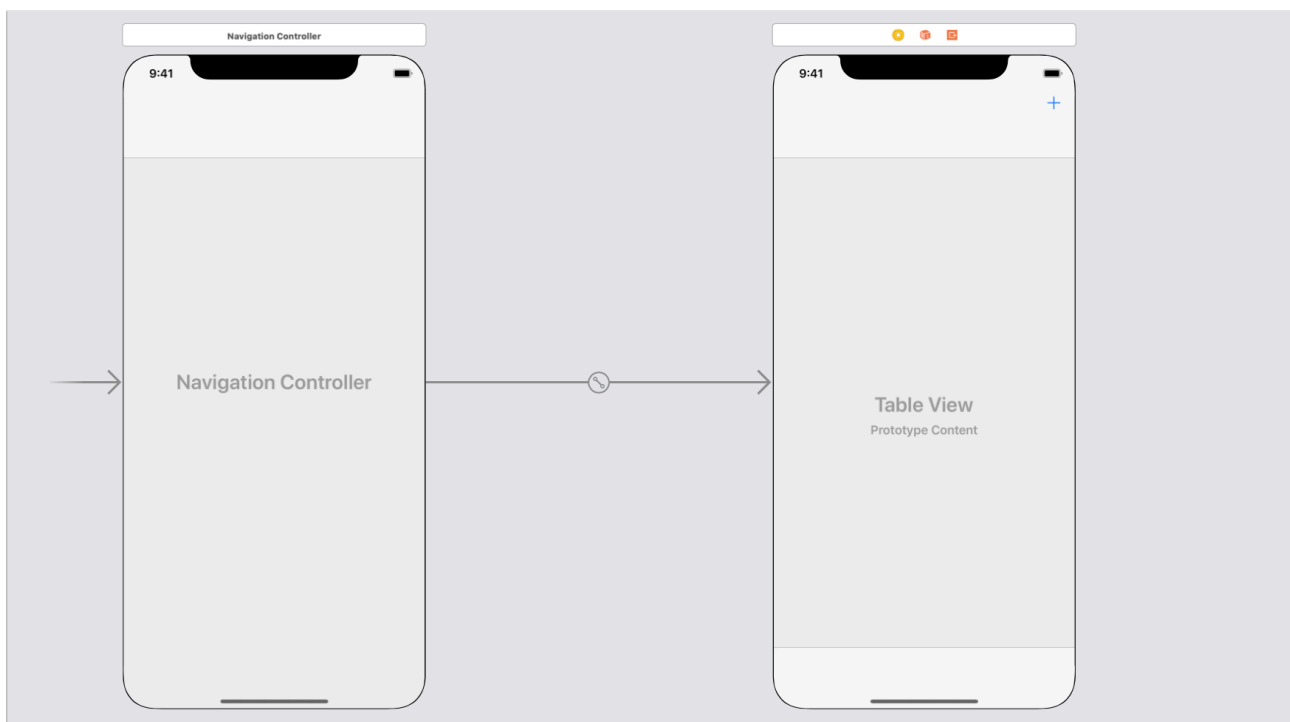 Navigation Controller
9:41
9:41
+
Navigation Controller
Table View
Prototype Content